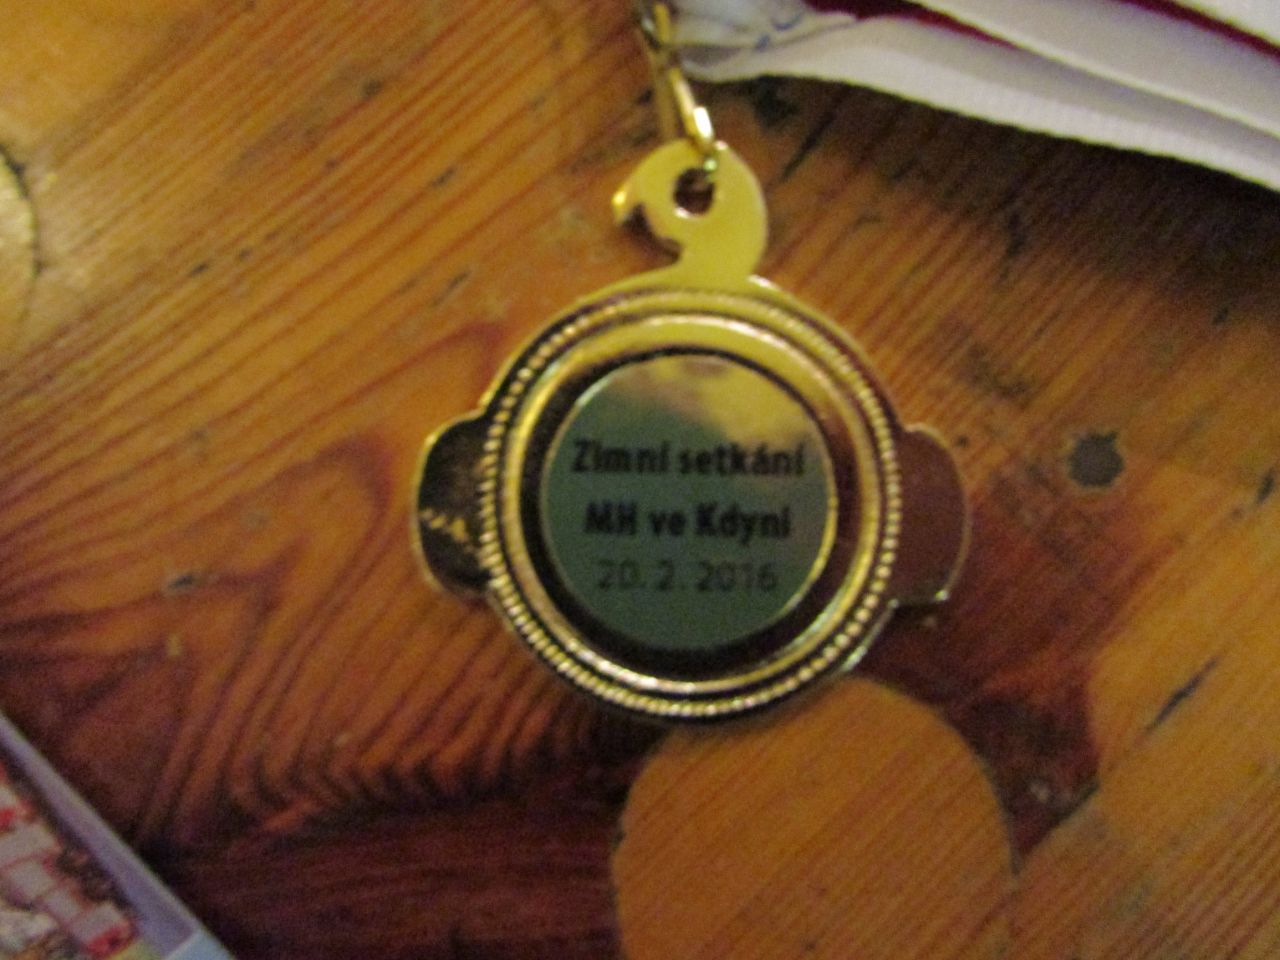 Zimní setkání
MH ve Kdyni
20. 2. 2016